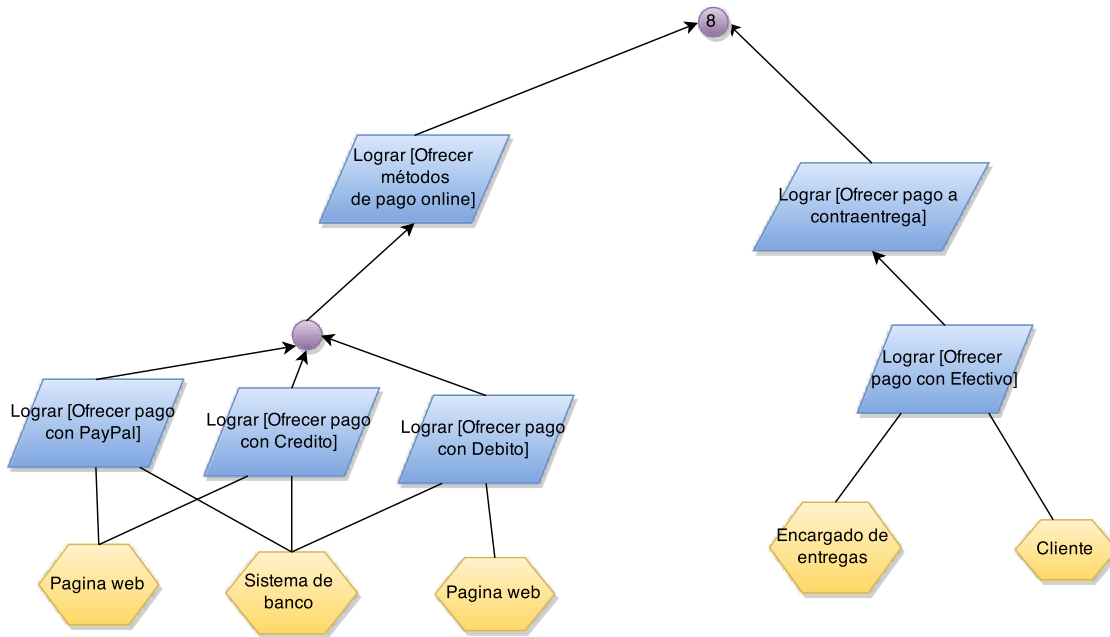 8
Lograr [Ofrecer
métodos
de pago online]
Lograr [Ofrecer pago a
contraentrega]
Lograr [Ofrecer
pago con Efectivo]
Lograr [Ofrecer pago
con PayPal]
Lograr [Ofrecer pago
con Credito]
Lograr [Ofrecer pago
con Debito]
Encargado de
entregas
Cliente
Pagina web
Sistema de
banco
Pagina web